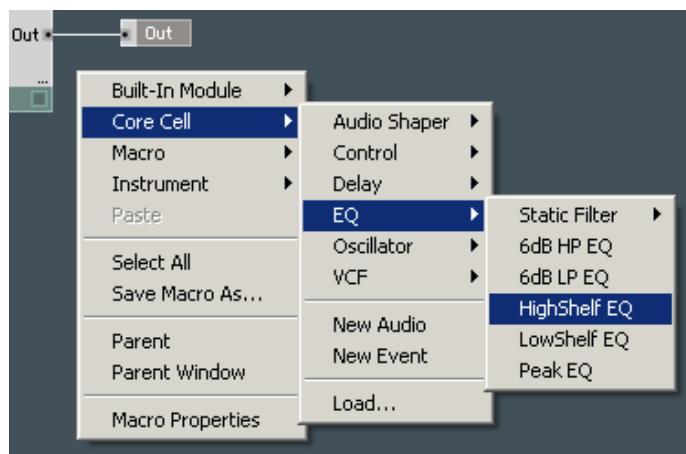 Out
Out
...
Built-In Module
Core Cell
Macro
Instrument
Paste
Select All
Save Macro As...
Parent
Parent Window
Macro Properties
Audio Shaper
Control
Delay
EQ
Oscillator
VCF
New Audio
New Event
Load...
Static Filter
6dB HP EQ
6dB LP EQ
HighShelf EQ
LowShelf EQ
Peak EQ